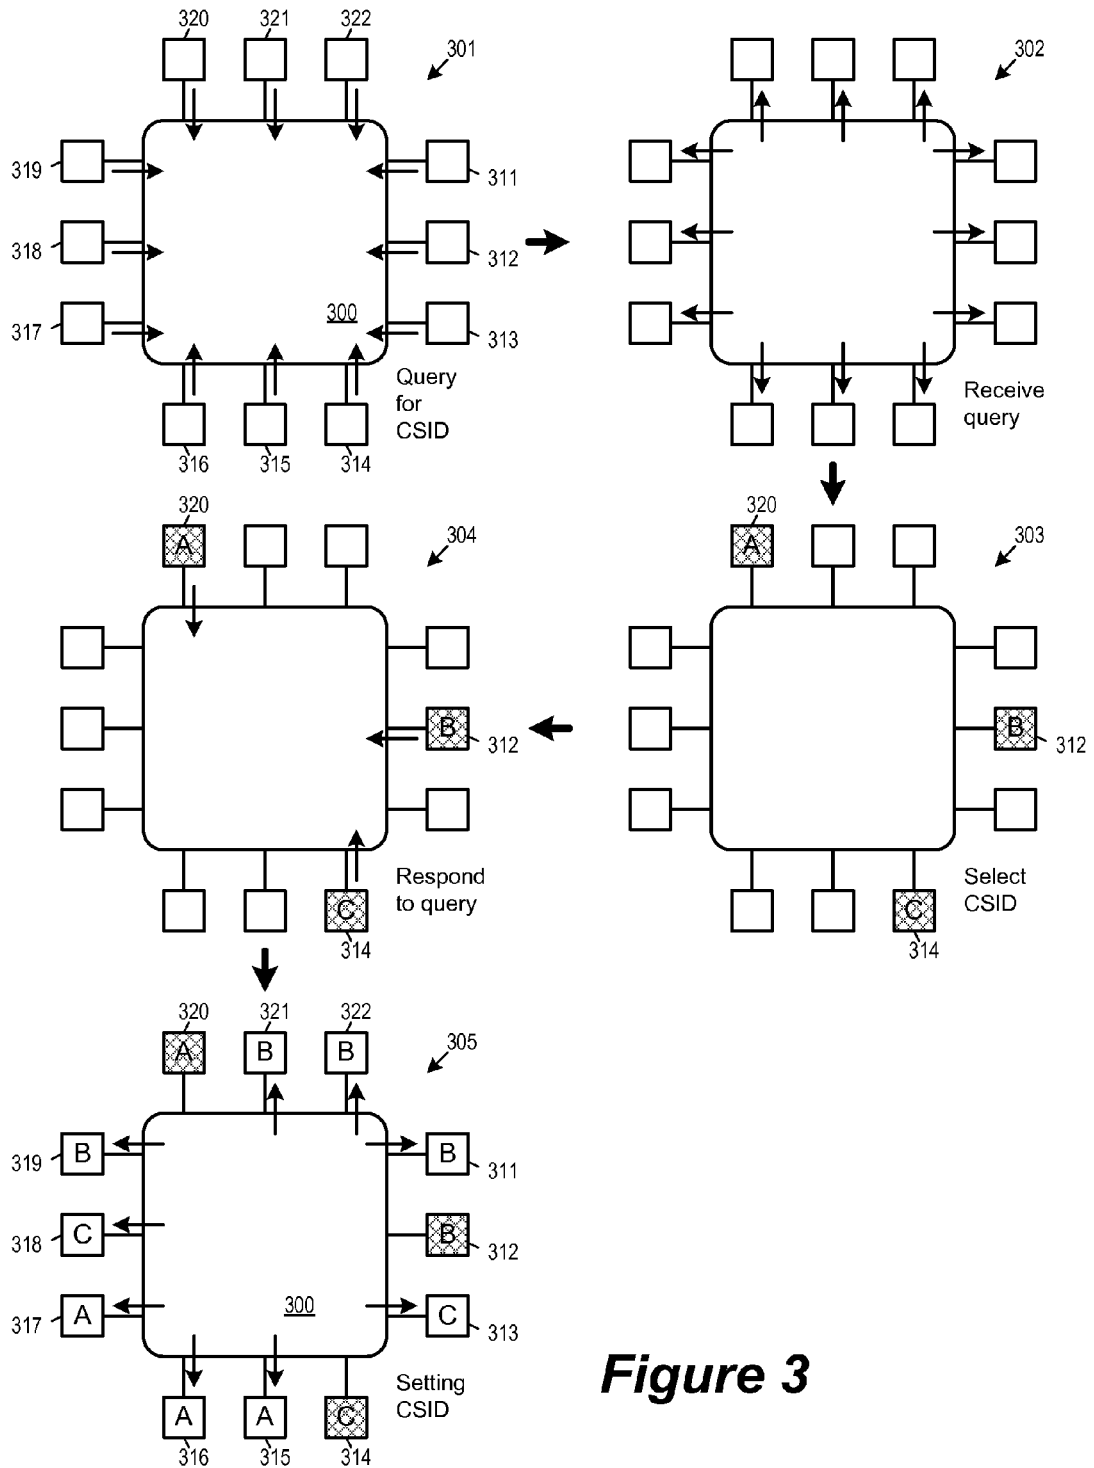 320 321 322
301
302
319
311
318
312
317
300
313
Query
for
CSID
Receive
query
316 315 314
320
304
320
303
A
A
B
312
B
312
Respond
to query
Select
CSID
C
314
C
314
320 321 322
305
A B B
319 B
B 311
318 C
B 312
317 A
300
C 313
Setting
CSID
A A C
316 315 314
Figure 3